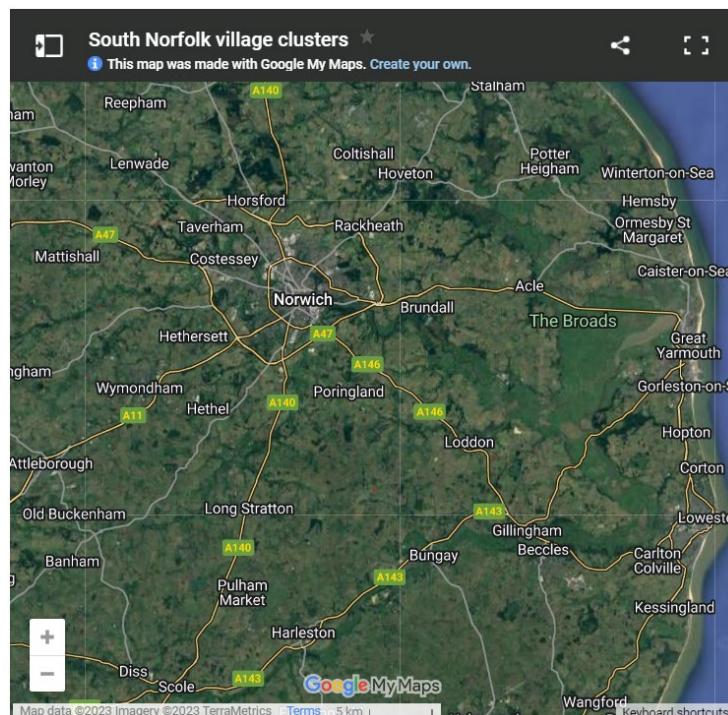 South Norfolk village clusters
This map was made with Google My Maps. Create your own.
A140
Stalham
Reepham
Coltishall
Potter
Heigham
Lenwade
Hoveton
Winterton-on-Sea
Morley
Horsford
Hemsby
Taverham
Rackheath
Ormesby St
Margaret
A47
Mattishall
Costessey
Caister-on-Sea
Norwich
Acle
Brundall
The Broads
Hethersett
A47
Great
Yarmouth
A146
Wymondham
Poringland
Gorleston-on-S
Hethel
A140
A146
A11
Hopton
Loddon
Attleborough
Corton
Long Stratton
A143
Old Buckenham
Gillingham
Lowest
A140
Bungay
Beccles
Carlton
Colville
Banham
A143
Pulham
Market
Kessingland
+
Harleston
−
Diss
A143
Scole
Google My Maps
Wangford
Map data ©2023 Imagery ©2023 TerraMetrics Terms 5 km
Keyboard shortcuts